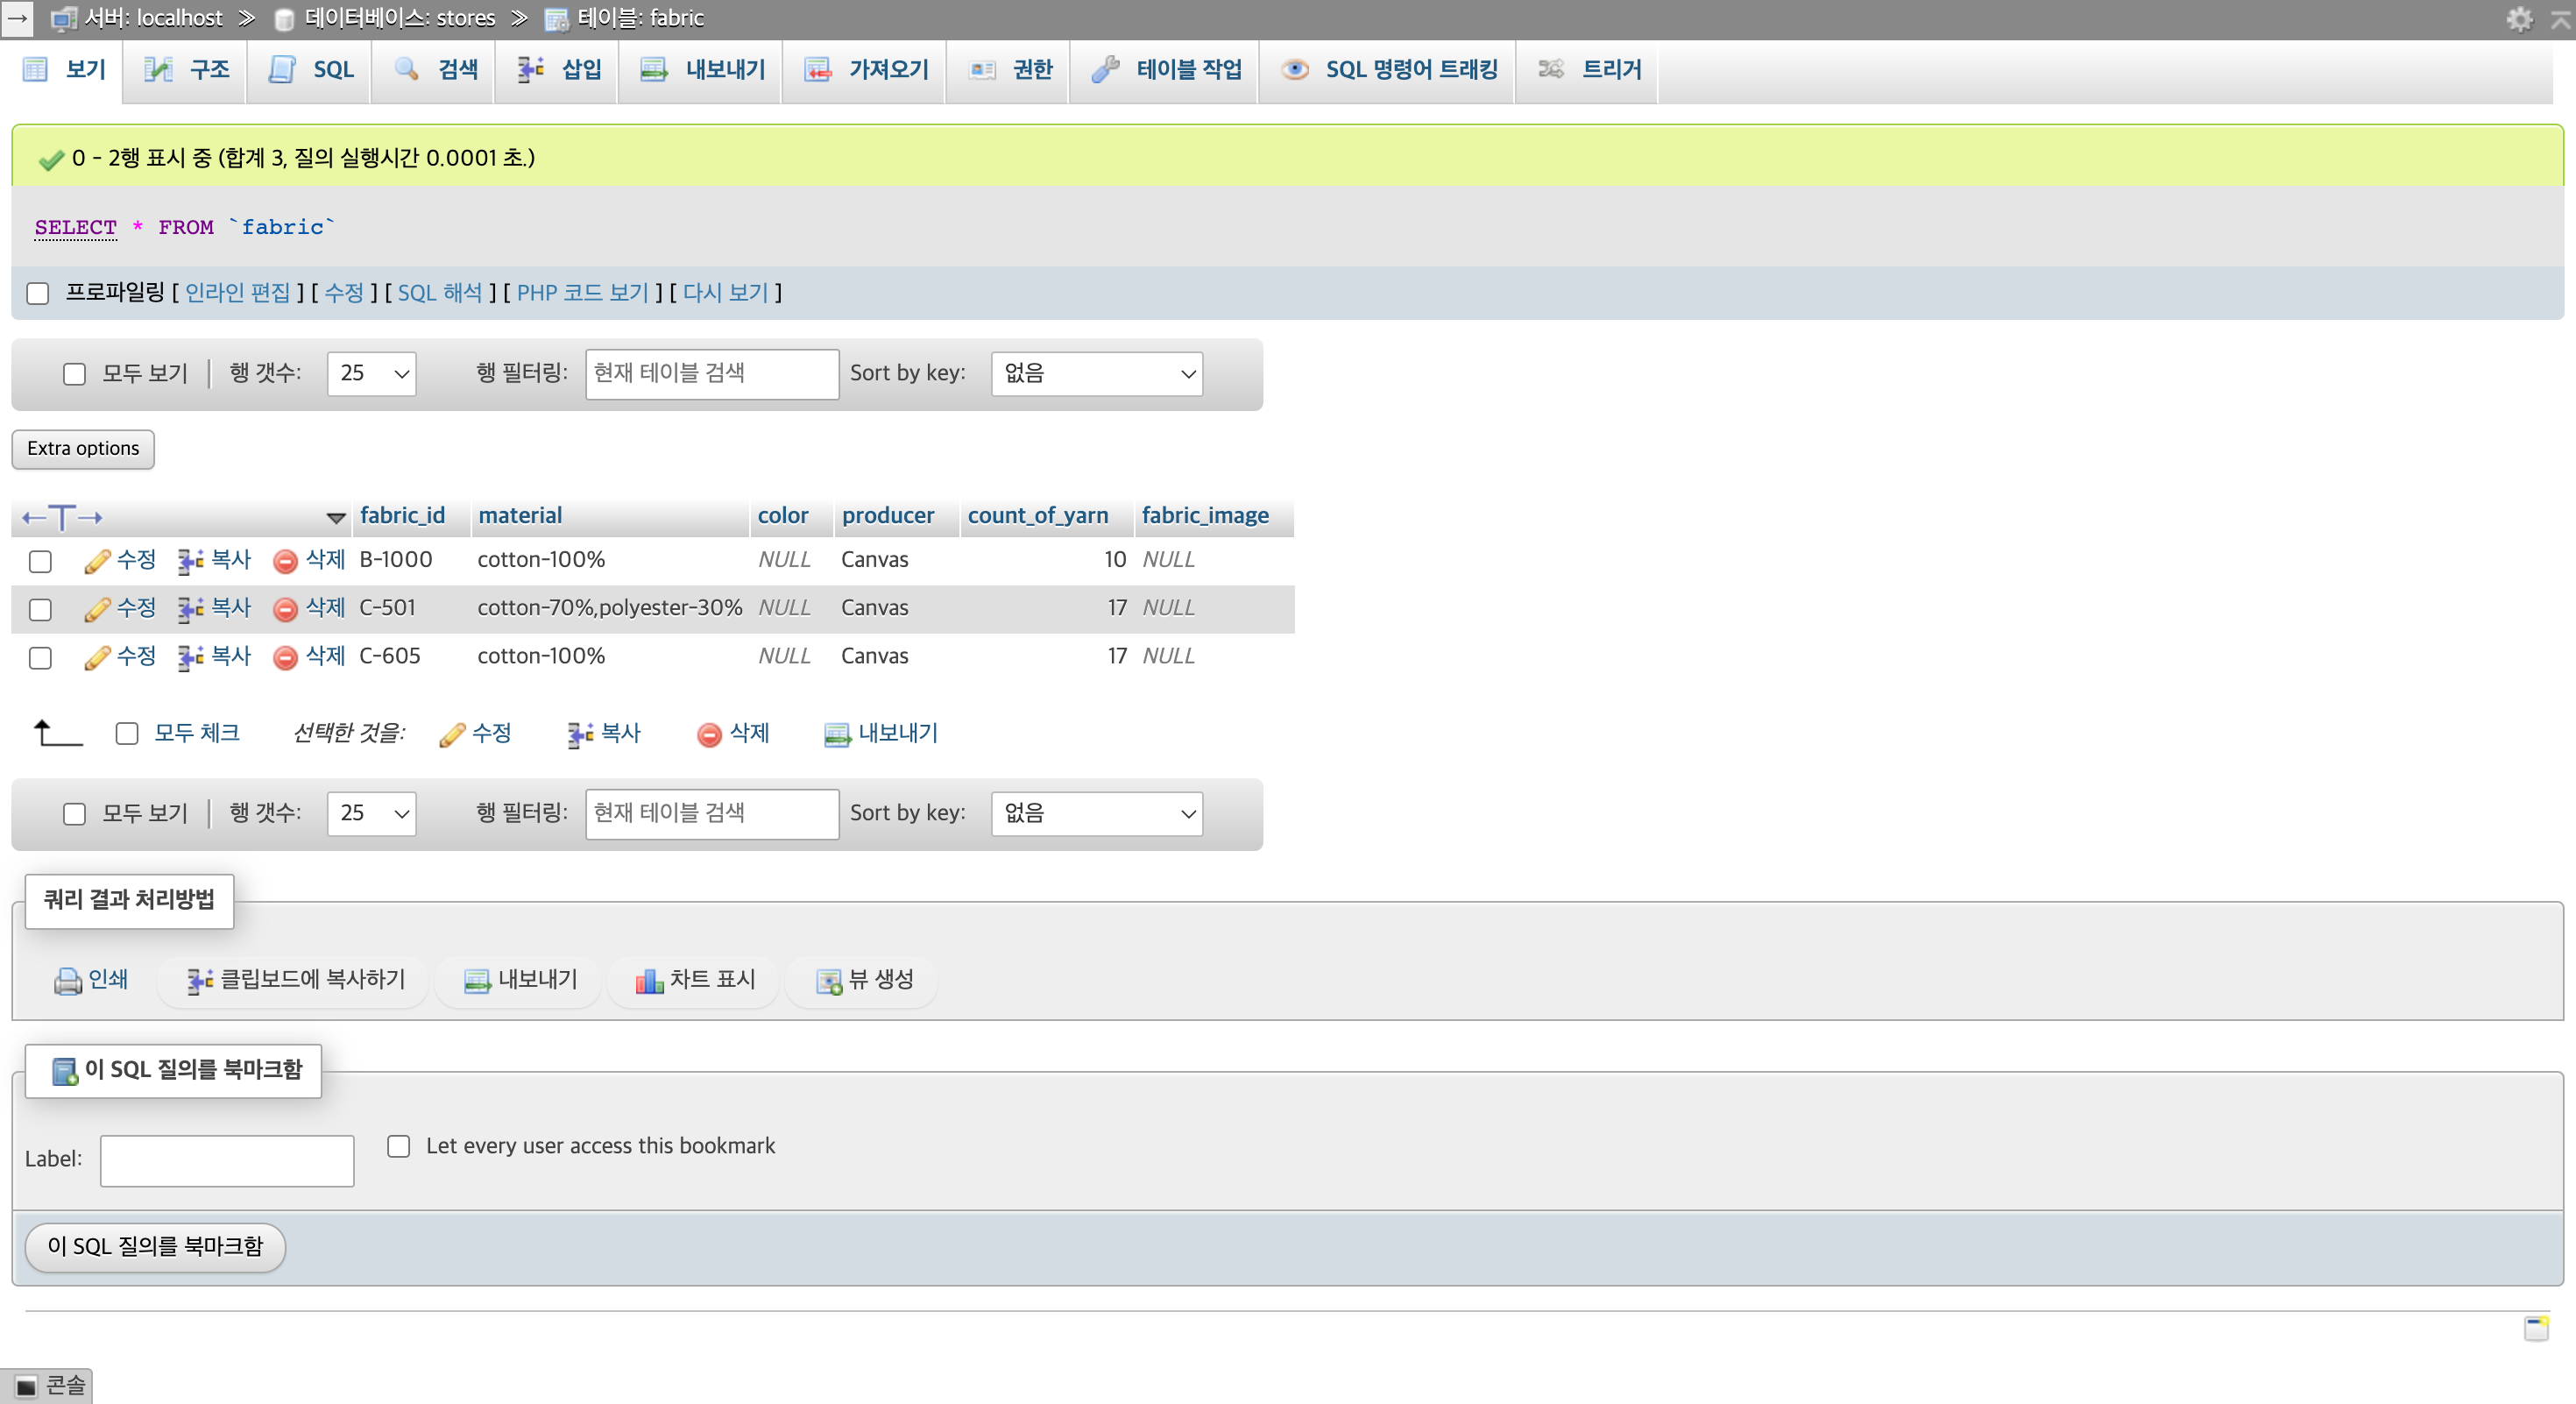 서버: localhost » 데이터베이스: stores » 테이블: fabric
보기 구조 SQL 검색 삽입 내보내기 가져오기 권한 테이블 작업 SQL 명령어 트래킹 트리거
0 - 2행 표시 중 (합계 3, 질의 실행시간 0.0001 초.)
SELECT * FROM `fabric`
프로파일링 [ 인라인 편집 ] [ 수정 ] [ SQL 해석 ] [ PHP 코드 보기 ] [ 다시 보기 ]
모두 보기 | 행 갯수: 25 행 필터링: 현재 테이블 검색 Sort by key: 없음
Extra options
fabric_id material color producer count_of_yarn fabric_image
수정 복사 삭제 B-1000 cotton-100% NULL Canvas 10 NULL
수정 복사 삭제 C-501 cotton-70%,polyester-30% NULL Canvas 17 NULL
수정 복사 삭제 C-605 cotton-100% NULL Canvas 17 NULL
모두 체크 선택한 것을: 수정 복사 삭제 내보내기
모두 보기 | 행 갯수: 25 행 필터링: 현재 테이블 검색 Sort by key: 없음
쿼리 결과 처리방법
인쇄 클립보드에 복사하기 내보내기 차트 표시 뷰 생성
이 SQL 질의를 북마크함
Label: Let every user access this bookmark
이 SQL 질의를 북마크함
콘솔